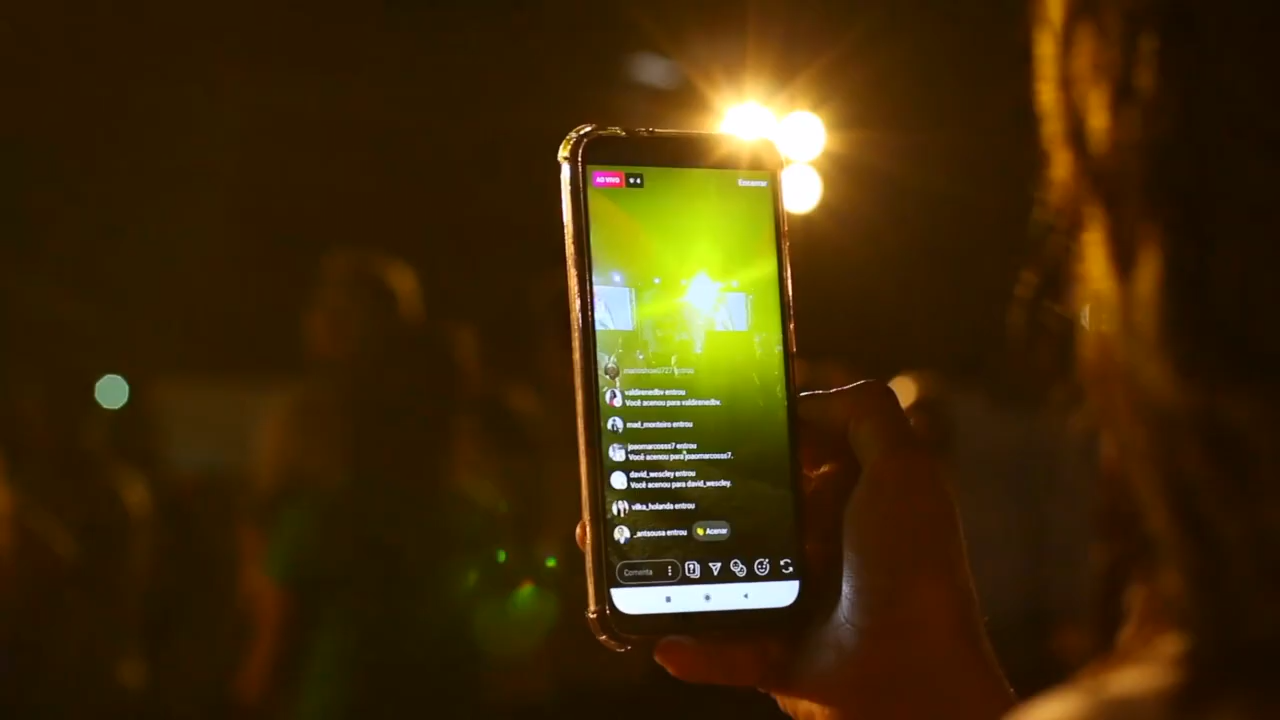 AO VIVO 4
Encerrar
valdirenedbv entrou
Você acenou para valdirenedbv.
mad_monteiro entrou
joaomarcosss7 entrou
Você acenou para joaomarcosss7.
david_wescley entrou
Você acenou para david_wescley.
vilka_holanda entrou
_antsousa entrou Acenar
Comenta